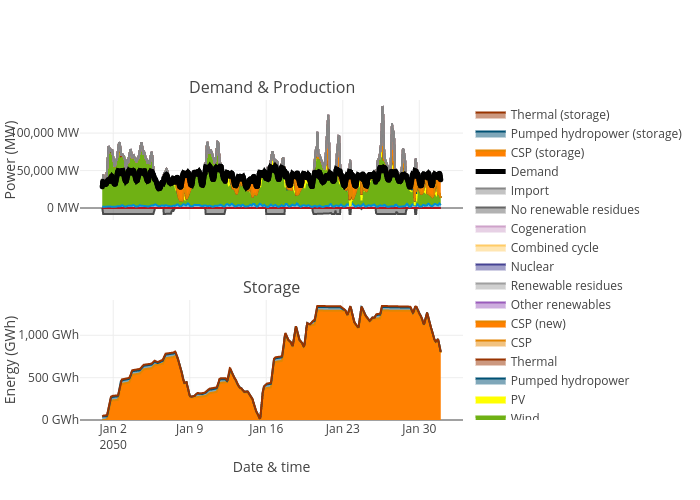 Demand & Production
Power (MW)
100,000 MW
50,000 MW
0 MW
Storage
Energy (GWh)
1,000 GWh
500 GWh
0 GWh
Jan 2
2050
Jan 9
Jan 16
Jan 23
Jan 30
Date & time
Thermal (storage)
Pumped hydropower (storage)
CSP (storage)
Demand
Import
No renewable residues
Cogeneration
Combined cycle
Nuclear
Renewable residues
Other renewables
CSP (new)
CSP
Thermal
Pumped hydropower
PV
Wind